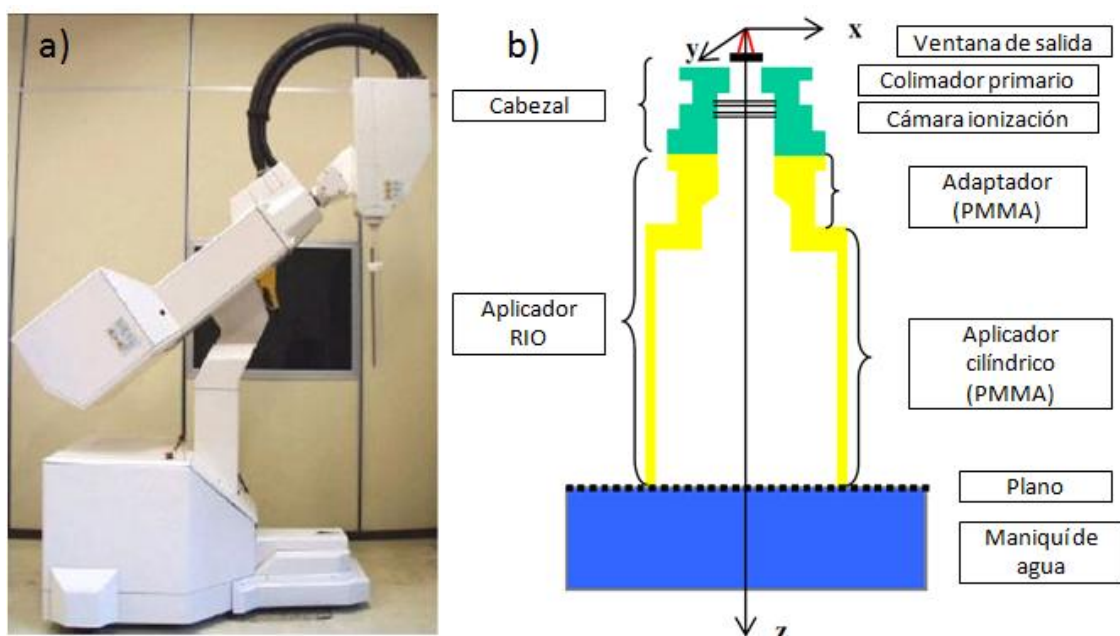 a)
b)
x
y
z
Ventana de salida
Colimador primario
Cámara ionización
Cabezal
Adaptador
(PMMA)
Aplicador
RIO
Aplicador
cilíndrico
(PMMA)
Plano
Maniquí de
agua